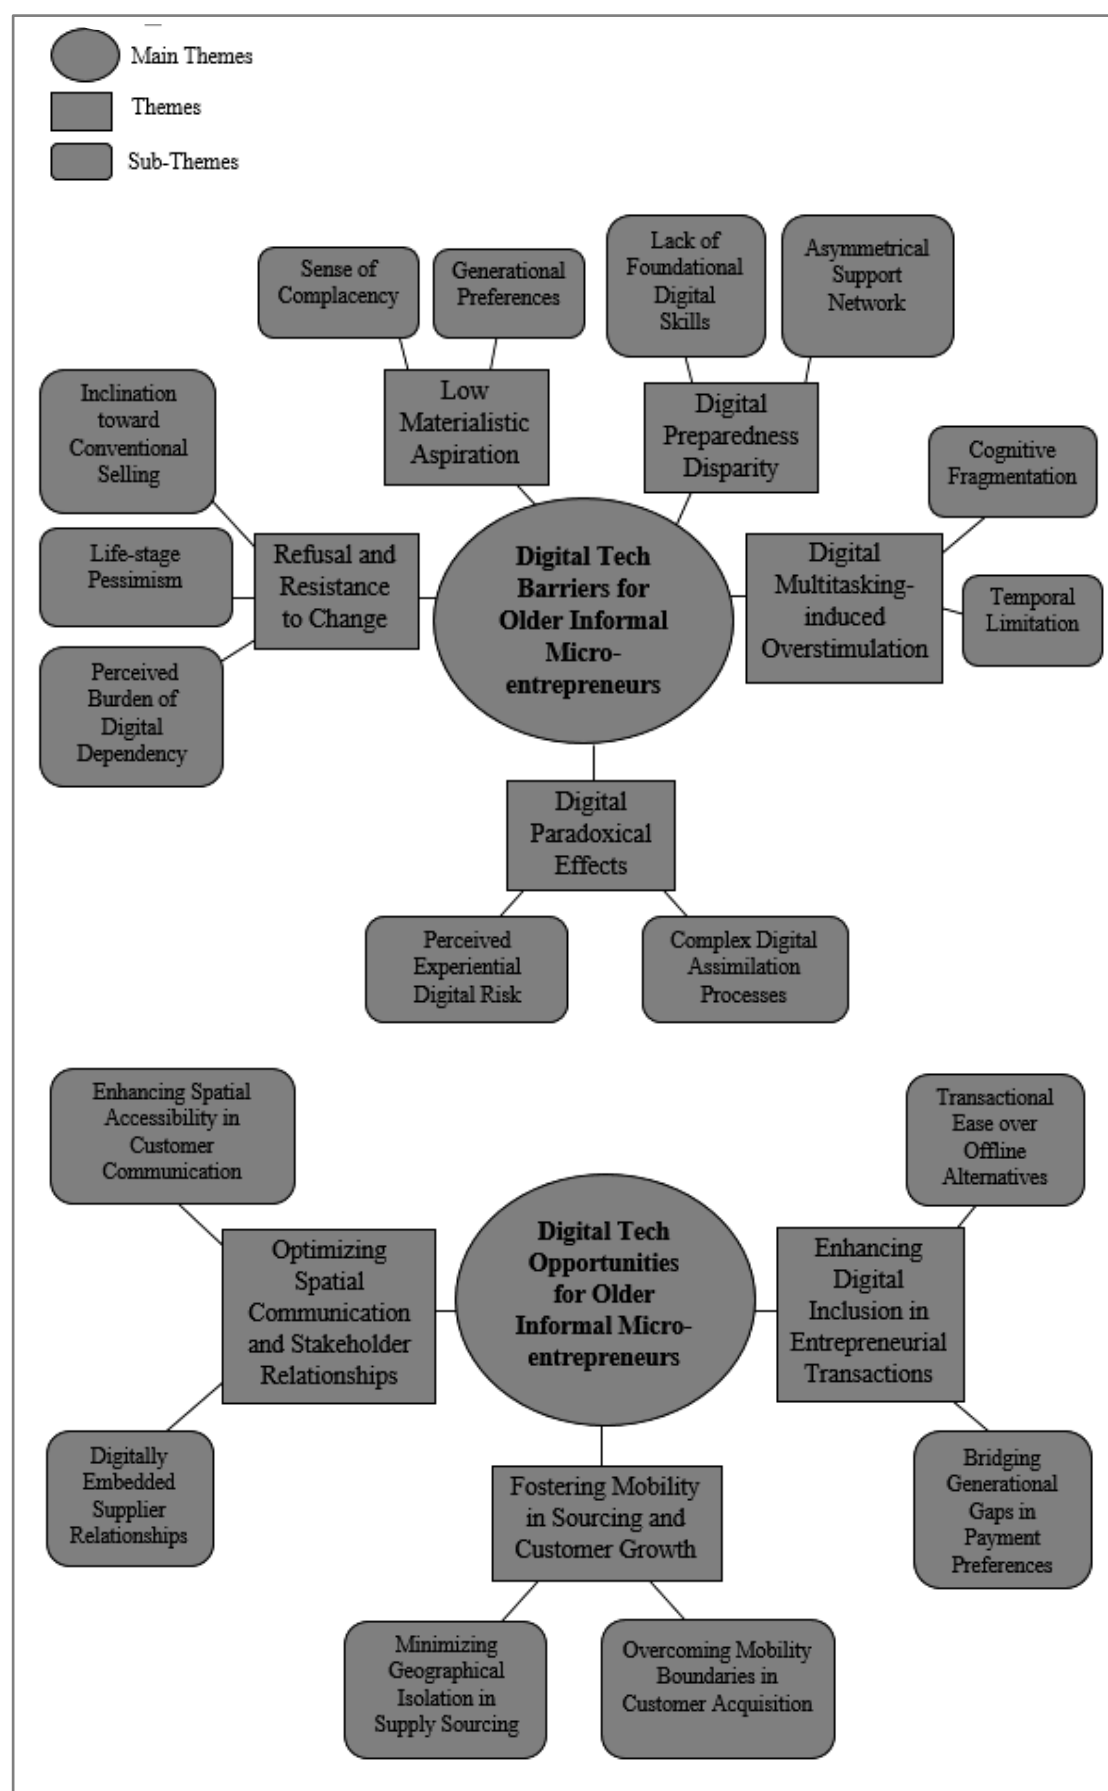 Main Themes
Themes
Sub-Themes
Sense of
Complacency
Generational
Preferences
Lack of
Foundational
Digital
Skills
Asymmetrical
Support
Network
Low
Materialistic
Aspiration
Digital
Preparedness
Disparity
Inclination
toward
Conventional
Selling
Life-stage
Pessimism
Perceived
Burden of
Digital
Dependency
Refusal and
Resistance
to Change
Digital Tech
Barriers for
Older Informal
Micro-
entrepreneurs
Digital
Multitasking-
induced
Overstimulation
Cognitive
Fragmentation
Temporal
Limitation
Digital
Paradoxical
Effects
Perceived
Experiential
Digital Risk
Complex Digital
Assimilation
Processes
Enhancing Spatial
Accessibility in
Customer
Communication
Transactional
Ease over
Offline
Alternatives
Optimizing
Spatial
Communication
and Stakeholder
Relationships
Digital Tech
Opportunities
for Older
Informal Micro-
entrepreneurs
Enhancing
Digital
Inclusion in
Entrepreneurial
Transactions
Digitally
Embedded
Supplier
Relationships
Fostering Mobility
in Sourcing and
Customer Growth
Bridging
Generational
Gaps in
Payment
Preferences
Minimizing
Geographical
Isolation in
Supply Sourcing
Overcoming Mobility
Boundaries in
Customer Acquisition